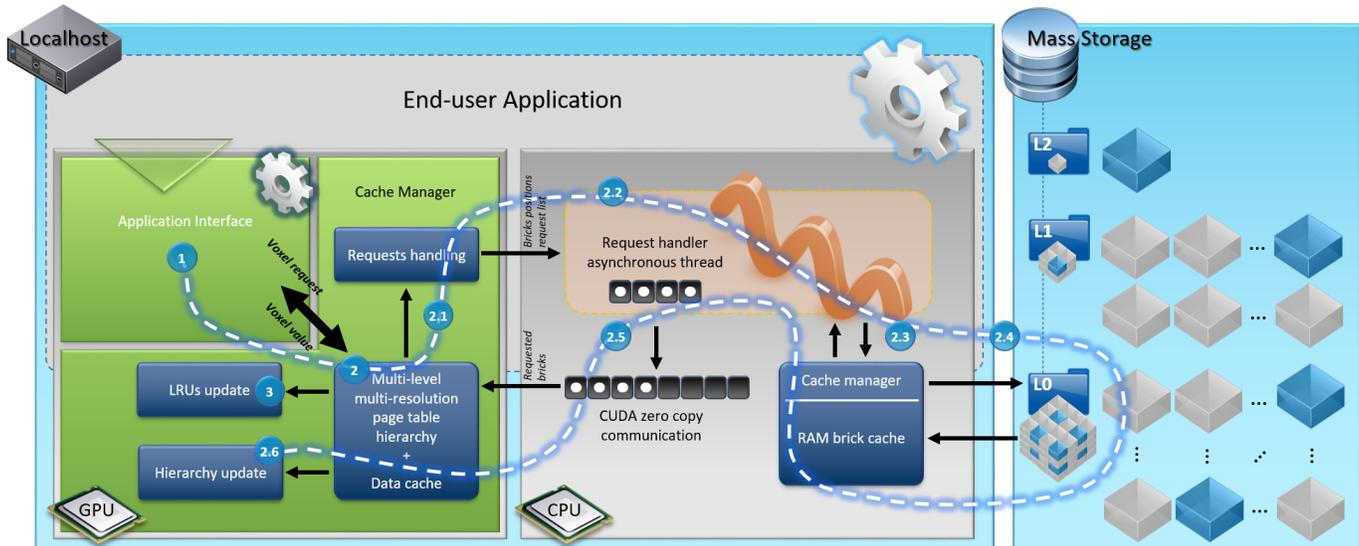 Localhost
Mass Storage
End-user Application
Application Interface
1
Voxel request
Voxel value
Cache Manager
Requests handling
2.1
2
Multi-level
multi-resolution
page table
hierarchy
+
Data cache
LRUs update
3
Hierarchy update
2.6
GPU
Bricks positions
request list
2.2
Request handler
asynchronous thread
2.5
Requested
bricks
CUDA zero copy
communication
2.3
Cache manager
RAM brick cache
CPU
2.4
L2
L1
...
...
L0
...
...